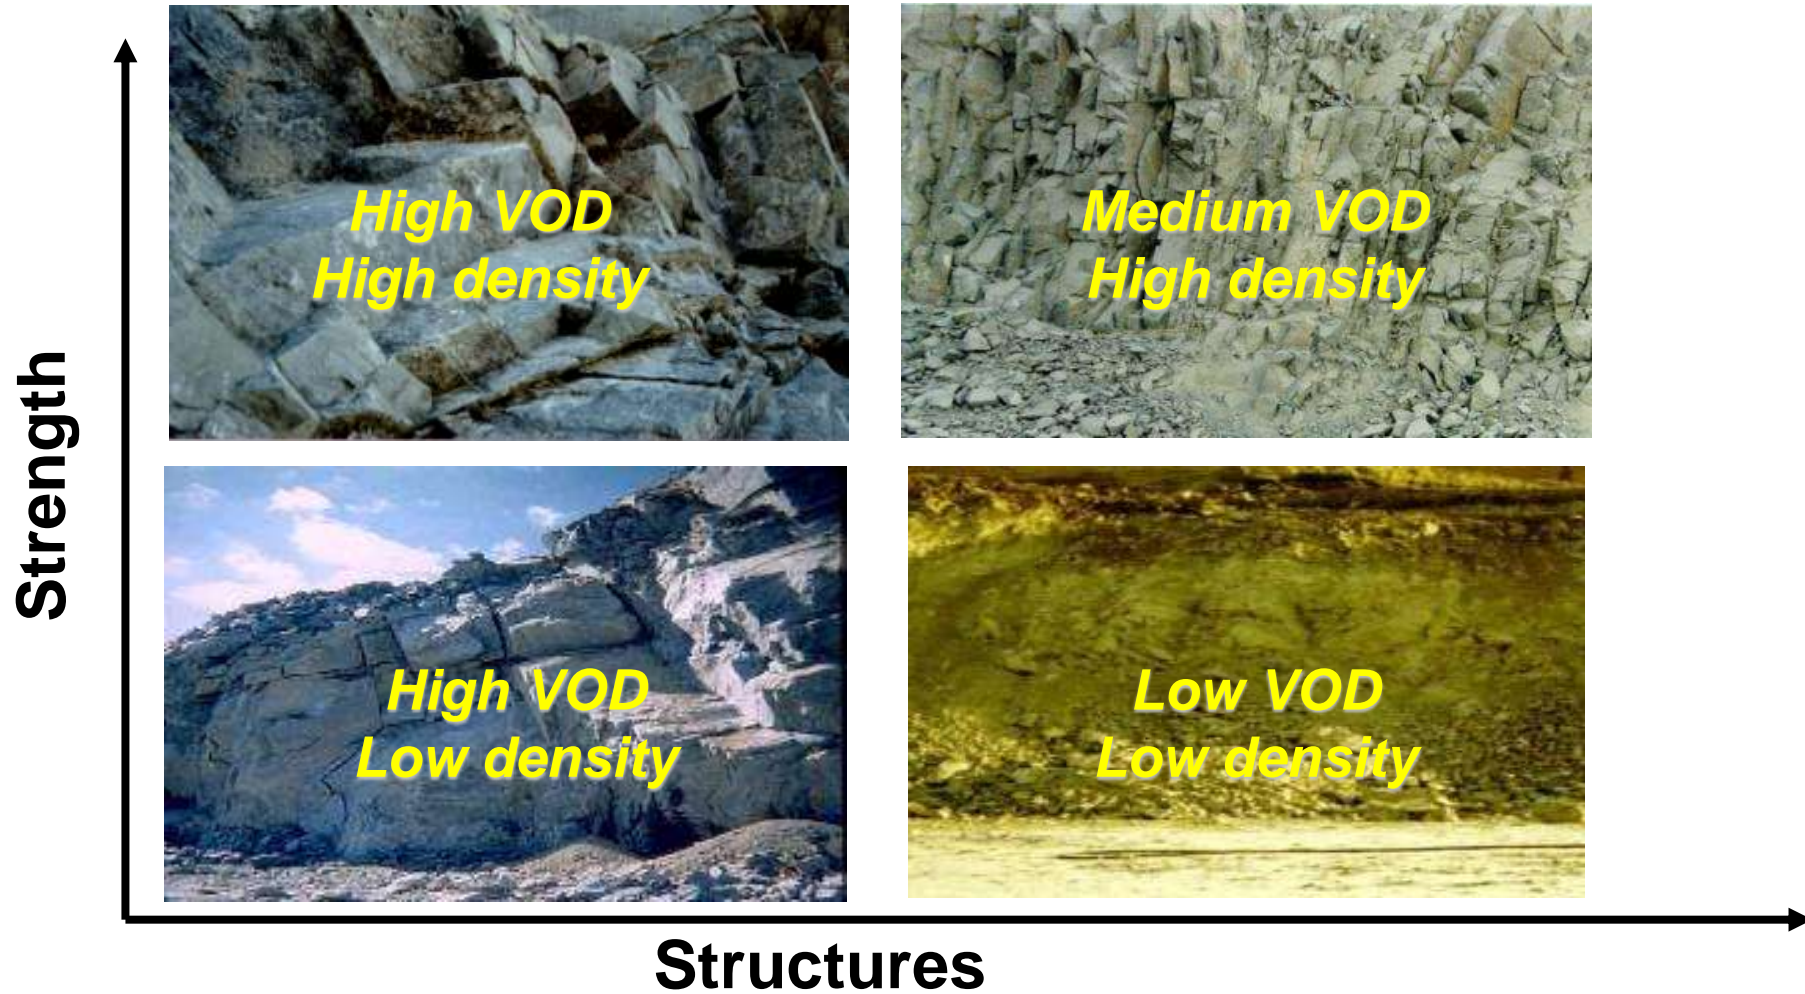 High VOD
High density
Medium VOD
High density
Strength
High VOD
Low density
Low VOD
Low density
Structures